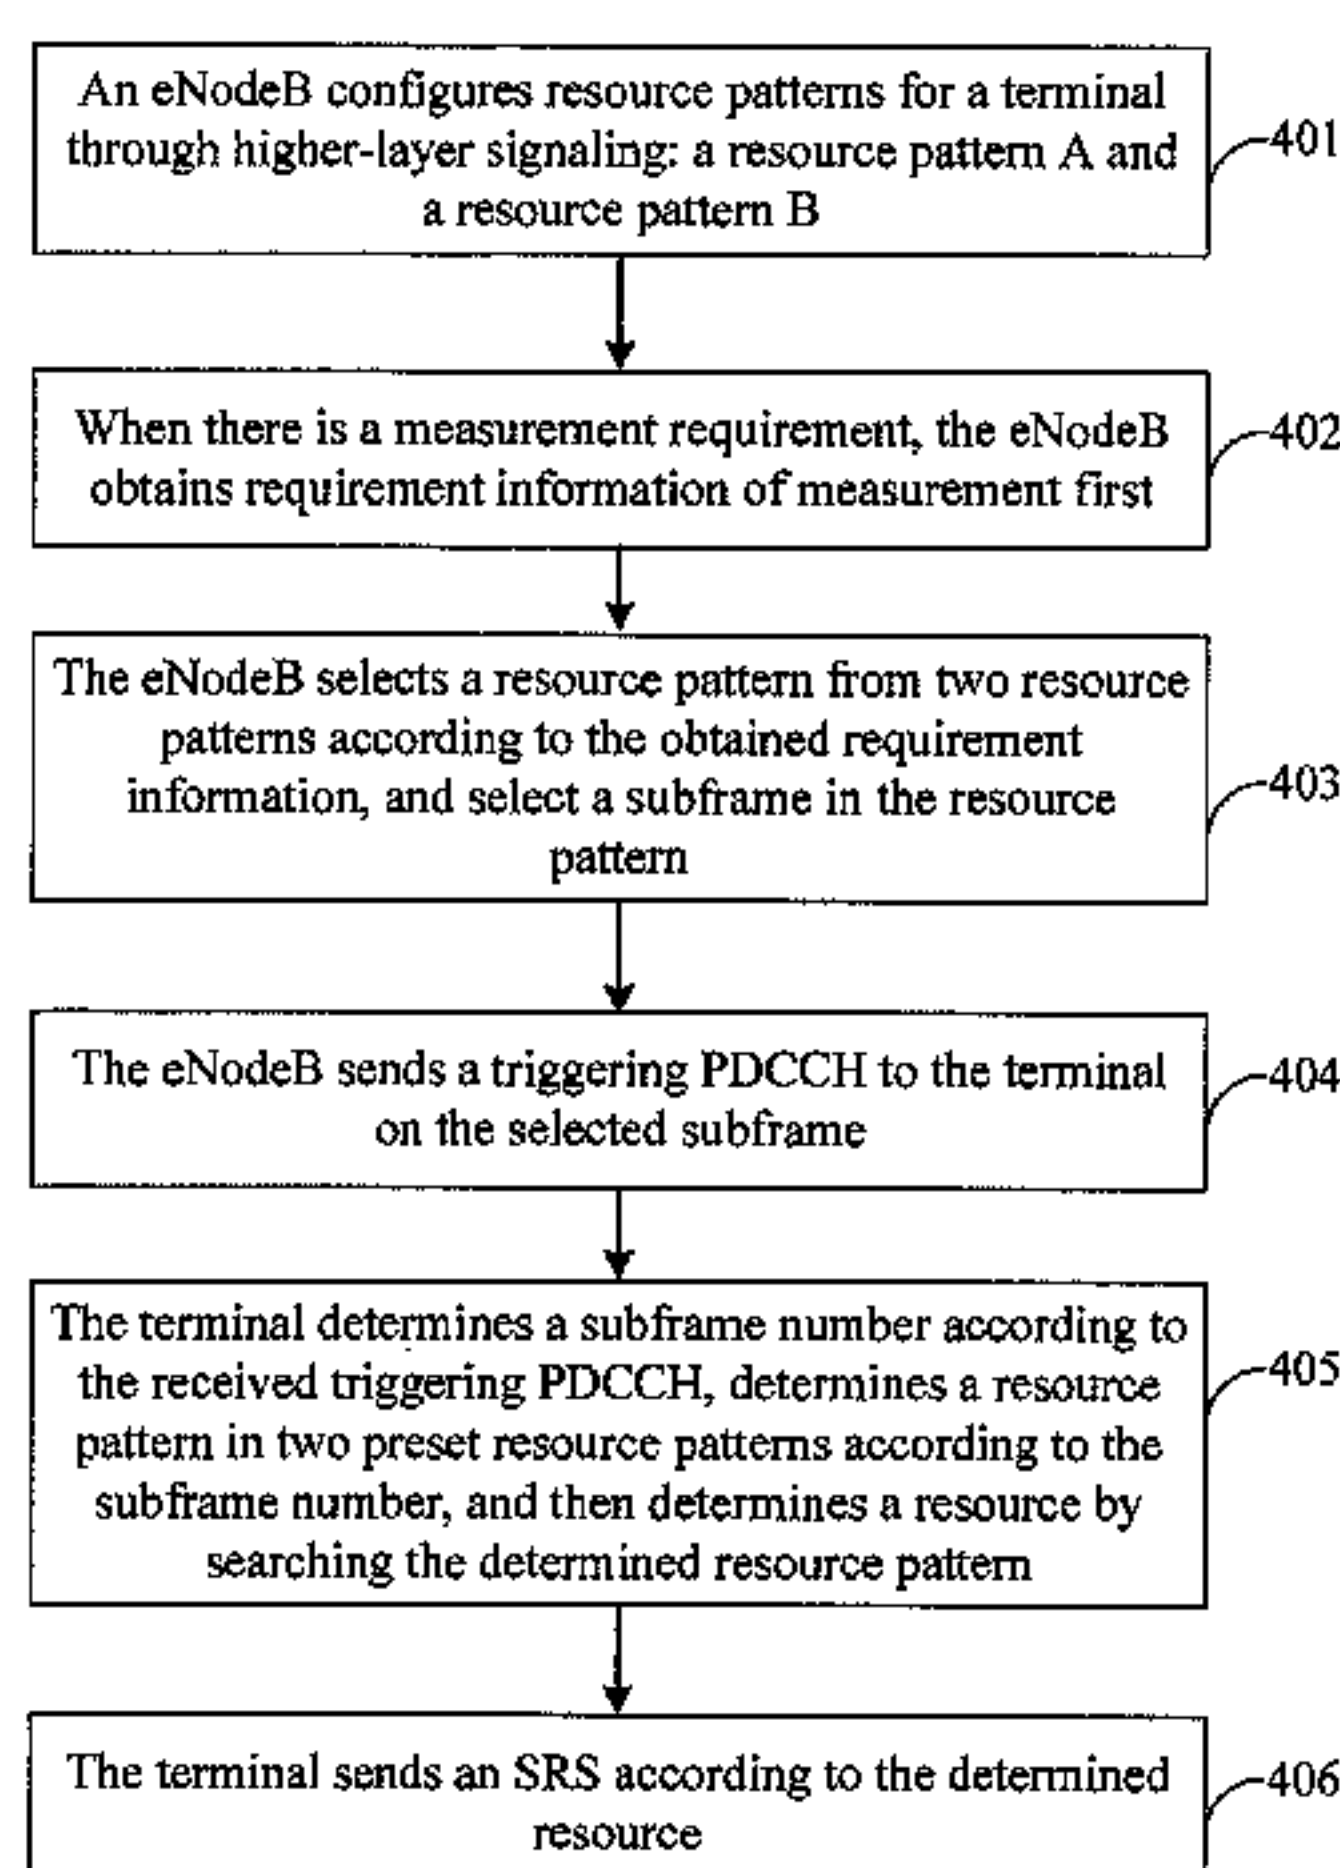 An eNodeB configures resource patterns for a terminal
through higher-layer signaling: a resource pattern A and
a resource pattern B
401
When there is a measurement requirement, the eNodeB
obtains requirement information of measurement first
402
The eNodeB selects a resource pattern from two resource
patterns according to the obtained requirement
information, and select a subframe in the resource
pattern
403
The eNodeB sends a triggering PDCCH to the terminal
on the selected subframe
404
The terminal determines a subframe number according to
the received triggering PDCCH, determines a resource
pattern in two preset resource patterns according to the
subframe number, and then determines a resource by
searching the determined resource pattern
405
The terminal sends an SRS according to the determined
resource
406